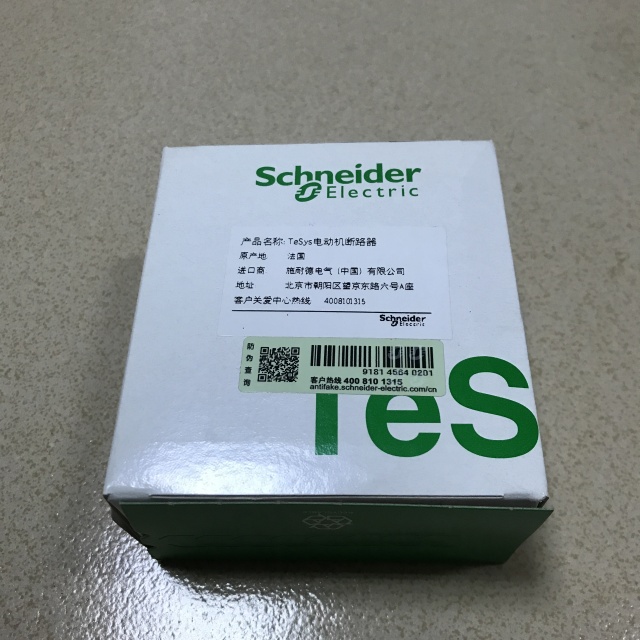 Schneider
Electric
产品名称: TeSys电动机断路器
原产地 法国
进口商 施耐德电气 (中国) 有限公司
地址 北京市朝阳区望京东路六号A座
客户关爱中心热线 4008101315
Schneider
Electric
防伪查询
9181 4564 0201
客户热线 400 810 1315
antifake.schneider-electric.com/cn
TeS